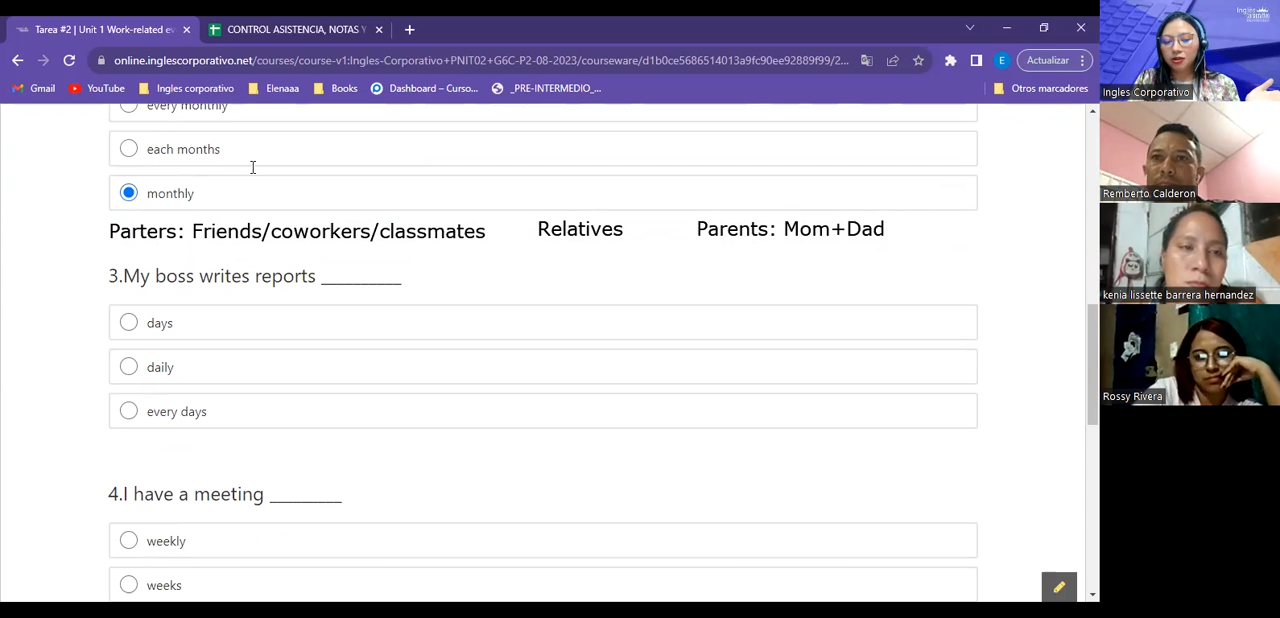 Tarea #2 | Unit 1 Work-related ev
CONTROL ASISTENCIA, NOTAS Y
online.inglescorporativo.net/courses/course-v1:Ingles-Corporativo+PNIT02+G6C-P2-08-2023/courseware/d1b0ce5686514013a9fc90ee92889f99/2...
E
Actualizar
Gmail
YouTube
Ingles corporativo
Elenaaa
Books
Dashboard – Curso...
_PRE-INTERMEDIO_...
Otros marcadores
every monthly
each months
monthly
Parters: Friends/coworkers/classmates
Relatives
Parents: Mom+Dad
3.My boss writes reports __________
days
daily
every days
4.I have a meeting _________
weekly
weeks
Ingles Corporativo
Remberto Calderon
kenia lissette barrera hernandez
Rossy Rivera